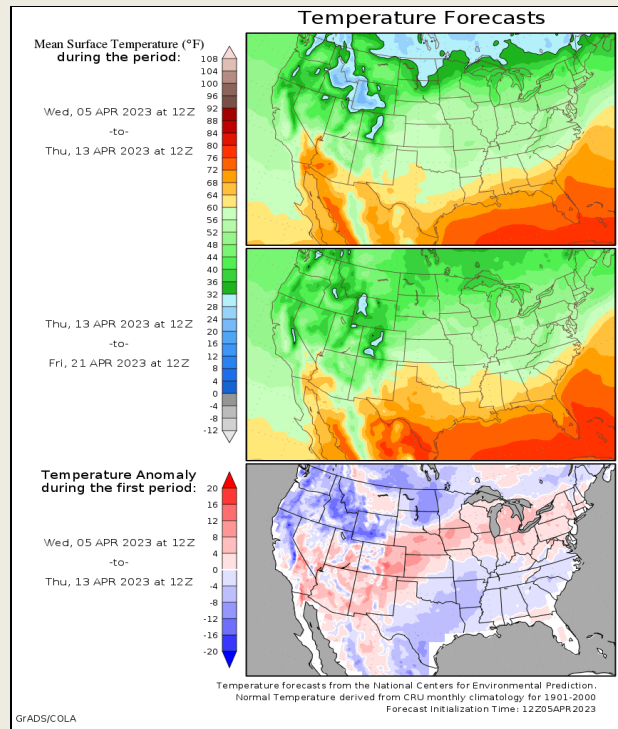 Temperature Forecasts
Mean Surface Temperature (°F)
during the period:
108
104
100
96
92
88
84
80
76
72
68
64
60
56
52
48
44
40
36
32
28
24
20
16
12
8
4
0
-4
-8
-12
Wed, 05 APR 2023 at 12Z
-to-
Thu, 13 APR 2023 at 12Z
Thu, 13 APR 2023 at 12Z
-to-
Fri, 21 APR 2023 at 12Z
Temperature Anomaly
during the first period:
20
16
12
8
4
0
-4
-8
-12
-16
-20
Wed, 05 APR 2023 at 12Z
-to-
Thu, 13 APR 2023 at 12Z
Temperature forecasts from the National Centers for Environmental Prediction.
Normal Temperature derived from CRU monthly climatology for 1901-2000
Forecast Initialization Time: 12Z05APR2023
GrADS/COLA